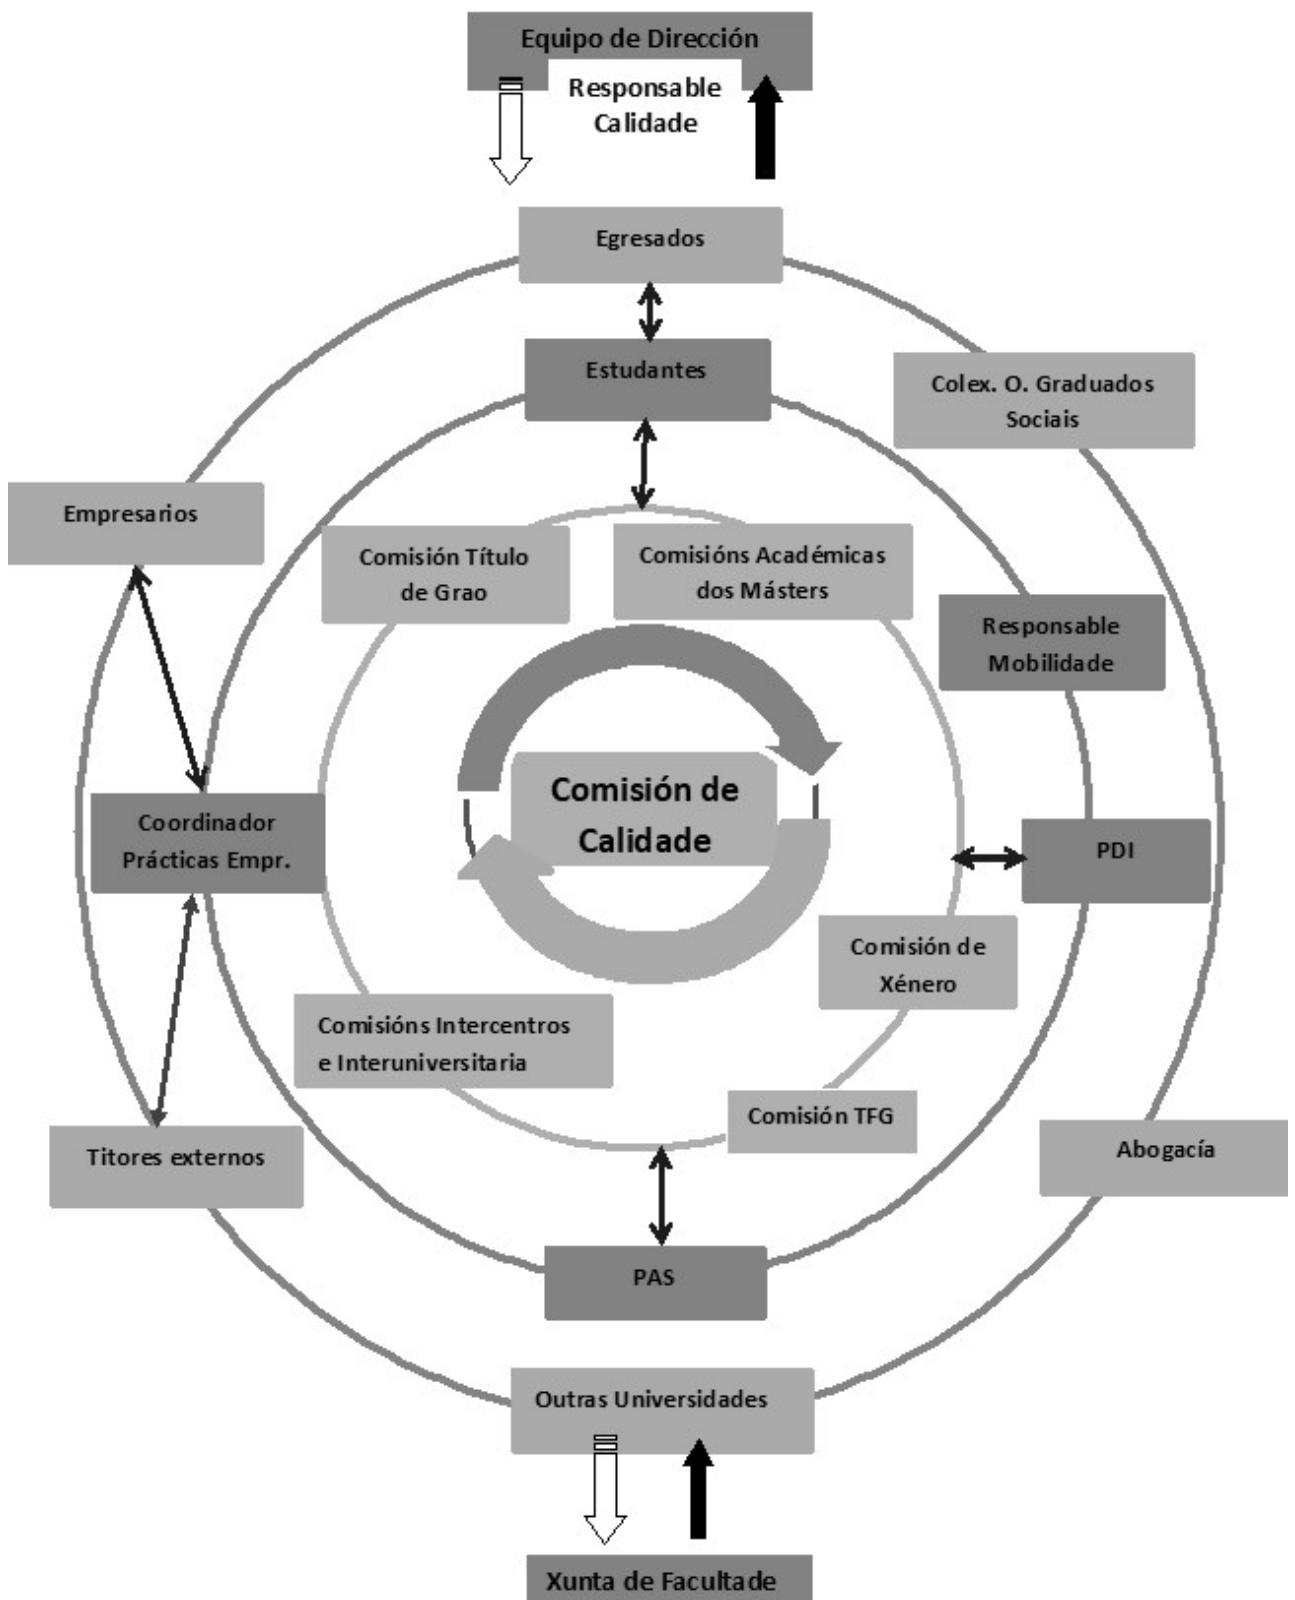 Equipo de Dirección
Responsable
Calidade
Egresados
Estudantes
Colex. O. Graduados
Sociais
Empresarios
Comisión Título
de Grao
Comisións Académicas
dos Másters
Responsable
Mobilidade
Comisión de
Calidade
Coordinador
Prácticas Empr.
PDI
Comisión de
Xénero
Comisións Intercentros
e Interuniversitaria
Comisión TFG
Titores externos
Abogacía
PAS
Outras Universidades
Xunta de Facultade